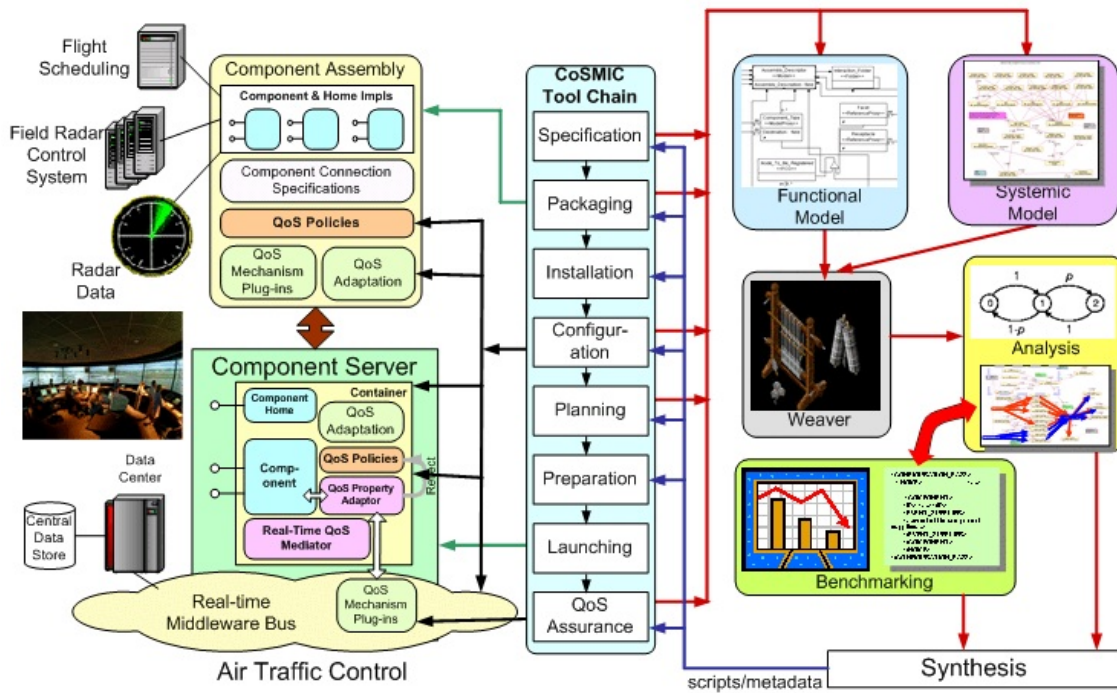 Flight
Scheduling
Field Radar
Control
System
Radar
Data
Data
Center
Central
Data
Store
Component Assembly
Component & Home Impls
Component Connection
Specifications
QoS Policies
QoS
Mechanism
Plug-ins
QoS
Adaptation
Component Server
Container
Component
Home
QoS
Adaptation
QoS Policies
Comp-
onent
QoS Property
Adaptor
Real-Time QoS
Mediator
Real-time
Middleware Bus
QoS
Mechanism
Plug-ins
Air Traffic Control
CoSMIC
Tool Chain
Specification
Packaging
Installation
Configur-
ation
Planning
Preparation
Launching
QoS
Assurance
Functional
Model
Systemic
Model
Weaver
1
p
0
1
2
1-p
1
Analysis
Benchmarking
Synthesis
scripts/metadata